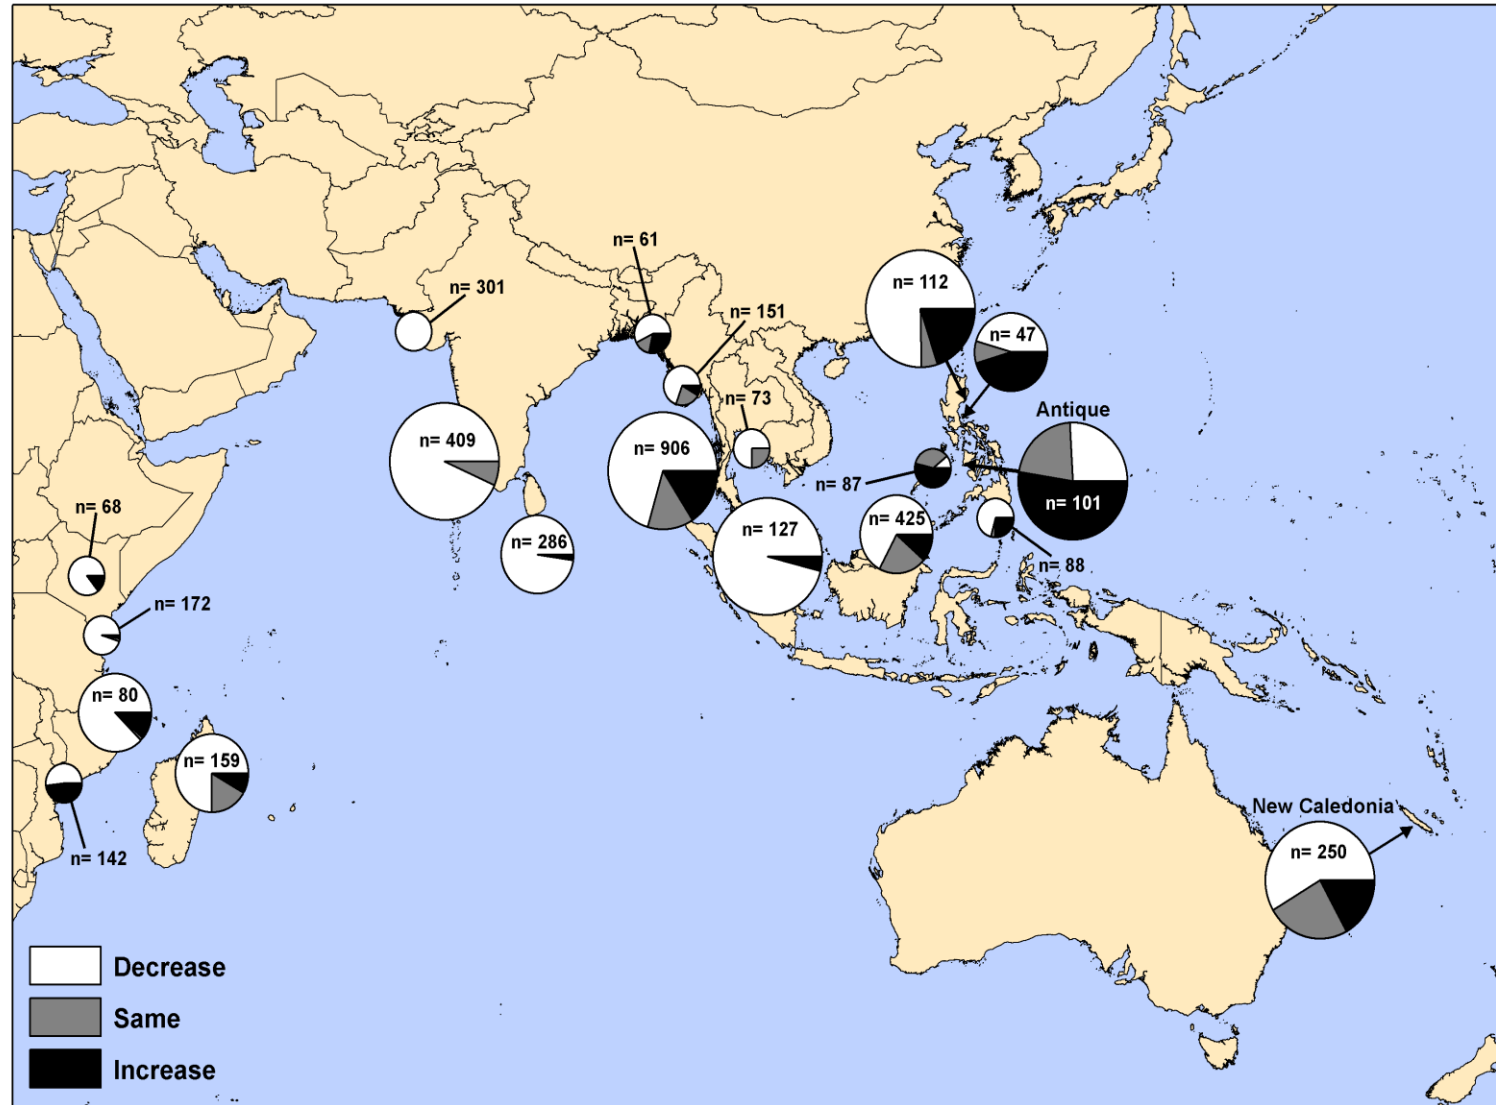 n= 61
n= 301
n= 112
n= 151
n= 47
n= 73
Antique
n= 409
n= 906
n= 87
n= 101
n= 68
n= 286
n= 127
n= 425
n= 88
n= 172
n= 80
n= 159
New Caledonia
n= 142
n= 250
Decrease
Same
Increase